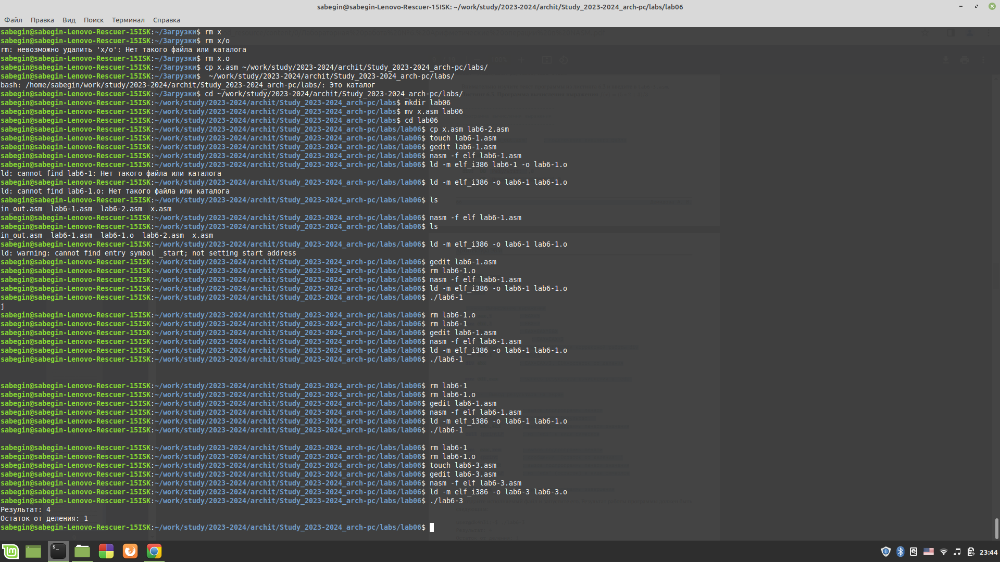 sabegin@sabegin-Lenovo-Rescuer-15ISK: ~/work/study/2023-2024/archit/Study_2023-2024_arch-pc/labs/lab06
Файл Правка Вид Поиск Терминал Справка
sabegin@sabegin-Lenovo-Rescuer-15ISK:~/Загрузки$ rm x
sabegin@sabegin-Lenovo-Rescuer-15ISK:~/Загрузки$ rm x/o
rm: невозможно удалить 'x/o': Нет такого файла или каталога
sabegin@sabegin-Lenovo-Rescuer-15ISK:~/Загрузки$ rm x.o
sabegin@sabegin-Lenovo-Rescuer-15ISK:~/Загрузки$ cp x.asm ~/work/study/2023-2024/archit/Study_2023-2024_arch-pc/labs/
sabegin@sabegin-Lenovo-Rescuer-15ISK:~/Загрузки$  ~/work/study/2023-2024/archit/Study_2023-2024_arch-pc/labs/
bash: /home/sabegin/work/study/2023-2024/archit/Study_2023-2024_arch-pc/labs/: Это каталог
sabegin@sabegin-Lenovo-Rescuer-15ISK:~/Загрузки$ cd ~/work/study/2023-2024/archit/Study_2023-2024_arch-pc/labs/
sabegin@sabegin-Lenovo-Rescuer-15ISK:~/work/study/2023-2024/archit/Study_2023-2024_arch-pc/labs$ mkdir lab06
sabegin@sabegin-Lenovo-Rescuer-15ISK:~/work/study/2023-2024/archit/Study_2023-2024_arch-pc/labs$ mv x.asm lab06
sabegin@sabegin-Lenovo-Rescuer-15ISK:~/work/study/2023-2024/archit/Study_2023-2024_arch-pc/labs$ cd lab06
sabegin@sabegin-Lenovo-Rescuer-15ISK:~/work/study/2023-2024/archit/Study_2023-2024_arch-pc/labs/lab06$ cp x.asm lab6-2.asm
sabegin@sabegin-Lenovo-Rescuer-15ISK:~/work/study/2023-2024/archit/Study_2023-2024_arch-pc/labs/lab06$ touch lab6-1.asm
sabegin@sabegin-Lenovo-Rescuer-15ISK:~/work/study/2023-2024/archit/Study_2023-2024_arch-pc/labs/lab06$ gedit lab6-1.asm
sabegin@sabegin-Lenovo-Rescuer-15ISK:~/work/study/2023-2024/archit/Study_2023-2024_arch-pc/labs/lab06$ nasm -f elf lab6-1.asm
sabegin@sabegin-Lenovo-Rescuer-15ISK:~/work/study/2023-2024/archit/Study_2023-2024_arch-pc/labs/lab06$ ld -m elf_i386 lab6-1 -o lab6-1.o
ld: cannot find lab6-1: Нет такого файла или каталога
sabegin@sabegin-Lenovo-Rescuer-15ISK:~/work/study/2023-2024/archit/Study_2023-2024_arch-pc/labs/lab06$ ld -m elf_i386 -o lab6-1 lab6-1.o
ld: cannot find lab6-1.o: Нет такого файла или каталога
sabegin@sabegin-Lenovo-Rescuer-15ISK:~/work/study/2023-2024/archit/Study_2023-2024_arch-pc/labs/lab06$ ls
in_out.asm  lab6-1.asm  lab6-2.asm  x.asm
sabegin@sabegin-Lenovo-Rescuer-15ISK:~/work/study/2023-2024/archit/Study_2023-2024_arch-pc/labs/lab06$ nasm -f elf lab6-1.asm
sabegin@sabegin-Lenovo-Rescuer-15ISK:~/work/study/2023-2024/archit/Study_2023-2024_arch-pc/labs/lab06$ ls
in_out.asm  lab6-1.asm  lab6-1.o  lab6-2.asm  x.asm
sabegin@sabegin-Lenovo-Rescuer-15ISK:~/work/study/2023-2024/archit/Study_2023-2024_arch-pc/labs/lab06$ ld -m elf_i386 -o lab6-1 lab6-1.o
ld: warning: cannot find entry symbol _start; not setting start address
sabegin@sabegin-Lenovo-Rescuer-15ISK:~/work/study/2023-2024/archit/Study_2023-2024_arch-pc/labs/lab06$ gedit lab6-1.asm
sabegin@sabegin-Lenovo-Rescuer-15ISK:~/work/study/2023-2024/archit/Study_2023-2024_arch-pc/labs/lab06$ rm lab6-1.o
sabegin@sabegin-Lenovo-Rescuer-15ISK:~/work/study/2023-2024/archit/Study_2023-2024_arch-pc/labs/lab06$ nasm -f elf lab6-1.asm
sabegin@sabegin-Lenovo-Rescuer-15ISK:~/work/study/2023-2024/archit/Study_2023-2024_arch-pc/labs/lab06$ ld -m elf_i386 -o lab6-1 lab6-1.o
sabegin@sabegin-Lenovo-Rescuer-15ISK:~/work/study/2023-2024/archit/Study_2023-2024_arch-pc/labs/lab06$ ./lab6-1
j
sabegin@sabegin-Lenovo-Rescuer-15ISK:~/work/study/2023-2024/archit/Study_2023-2024_arch-pc/labs/lab06$ rm lab6-1.o
sabegin@sabegin-Lenovo-Rescuer-15ISK:~/work/study/2023-2024/archit/Study_2023-2024_arch-pc/labs/lab06$ rm lab6-1
sabegin@sabegin-Lenovo-Rescuer-15ISK:~/work/study/2023-2024/archit/Study_2023-2024_arch-pc/labs/lab06$ gedit lab6-1.asm
sabegin@sabegin-Lenovo-Rescuer-15ISK:~/work/study/2023-2024/archit/Study_2023-2024_arch-pc/labs/lab06$ nasm -f elf lab6-1.asm
sabegin@sabegin-Lenovo-Rescuer-15ISK:~/work/study/2023-2024/archit/Study_2023-2024_arch-pc/labs/lab06$ ld -m elf_i386 -o lab6-1 lab6-1.o
sabegin@sabegin-Lenovo-Rescuer-15ISK:~/work/study/2023-2024/archit/Study_2023-2024_arch-pc/labs/lab06$ ./lab6-1
sabegin@sabegin-Lenovo-Rescuer-15ISK:~/work/study/2023-2024/archit/Study_2023-2024_arch-pc/labs/lab06$ rm lab6-1
sabegin@sabegin-Lenovo-Rescuer-15ISK:~/work/study/2023-2024/archit/Study_2023-2024_arch-pc/labs/lab06$ rm lab6-1.o
sabegin@sabegin-Lenovo-Rescuer-15ISK:~/work/study/2023-2024/archit/Study_2023-2024_arch-pc/labs/lab06$ gedit lab6-1.asm
sabegin@sabegin-Lenovo-Rescuer-15ISK:~/work/study/2023-2024/archit/Study_2023-2024_arch-pc/labs/lab06$ nasm -f elf lab6-1.asm
sabegin@sabegin-Lenovo-Rescuer-15ISK:~/work/study/2023-2024/archit/Study_2023-2024_arch-pc/labs/lab06$ ld -m elf_i386 -o lab6-1 lab6-1.o
sabegin@sabegin-Lenovo-Rescuer-15ISK:~/work/study/2023-2024/archit/Study_2023-2024_arch-pc/labs/lab06$ ./lab6-1
sabegin@sabegin-Lenovo-Rescuer-15ISK:~/work/study/2023-2024/archit/Study_2023-2024_arch-pc/labs/lab06$ rm lab6-1
sabegin@sabegin-Lenovo-Rescuer-15ISK:~/work/study/2023-2024/archit/Study_2023-2024_arch-pc/labs/lab06$ rm lab6-1.o
sabegin@sabegin-Lenovo-Rescuer-15ISK:~/work/study/2023-2024/archit/Study_2023-2024_arch-pc/labs/lab06$ touch lab6-3.asm
sabegin@sabegin-Lenovo-Rescuer-15ISK:~/work/study/2023-2024/archit/Study_2023-2024_arch-pc/labs/lab06$ gedit lab6-3.asm
sabegin@sabegin-Lenovo-Rescuer-15ISK:~/work/study/2023-2024/archit/Study_2023-2024_arch-pc/labs/lab06$ nasm -f elf lab6-3.asm
sabegin@sabegin-Lenovo-Rescuer-15ISK:~/work/study/2023-2024/archit/Study_2023-2024_arch-pc/labs/lab06$ ld -m elf_i386 -o lab6-3 lab6-3.o
sabegin@sabegin-Lenovo-Rescuer-15ISK:~/work/study/2023-2024/archit/Study_2023-2024_arch-pc/labs/lab06$ ./lab6-3
Результат: 4
Остаток от деления: 1
sabegin@sabegin-Lenovo-Rescuer-15ISK:~/work/study/2023-2024/archit/Study_2023-2024_arch-pc/labs/lab06$
23:44